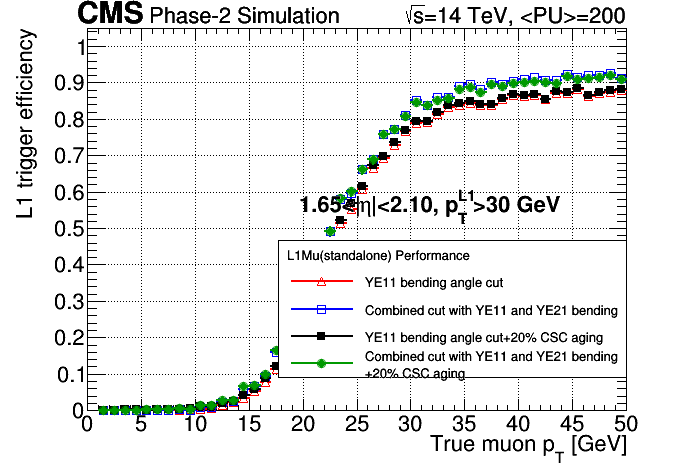 CMS Phase-2 Simulation √s=14 TeV, <PU>=200
L1 trigger efficiency
1
0.9
0.8
0.7
0.6
0.5
0.4
0.3
0.2
0.1
0
1.65<|η|<2.10, p_T^L1>30 GeV
L1Mu(standalone) Performance
YE11 bending angle cut
Combined cut with YE11 and YE21 bending
YE11 bending angle cut+20% CSC aging
Combined cut with YE11 and YE21 bending
+20% CSC aging
0 5 10 15 20 25 30 35 40 45 50
True muon p_T [GeV]